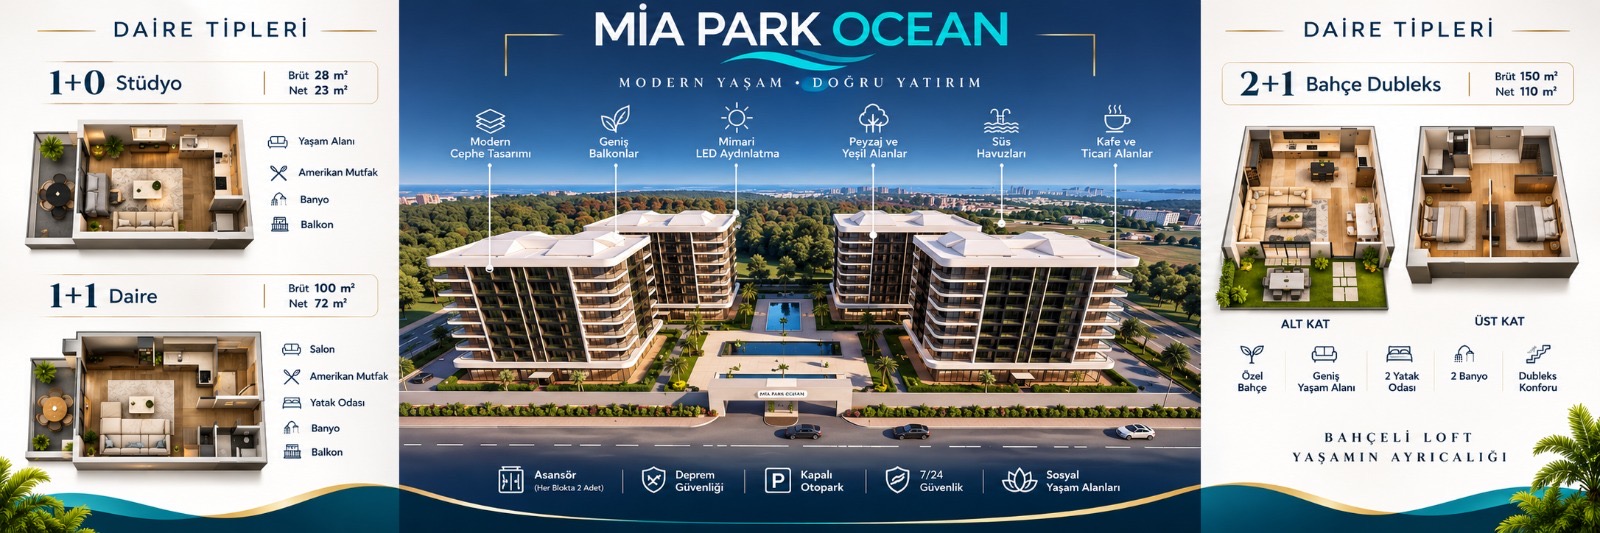 DAİRE TİPLERİ
1+0 Stüdyo
Brüt 28 m²
Net 23 m²
Yaşam Alanı
Amerikan Mutfak
Banyo
Balkon
1+1 Daire
Brüt 100 m²
Net 72 m²
Salon
Amerikan Mutfak
Yatak Odası
Banyo
Balkon
MİA PARK OCEAN
MODERN YAŞAM • DOĞRU YATIRIM
Modern
Cephe Tasarımı
Geniş
Balkonlar
Mimari
LED Aydınlatma
Peyzaj ve
Yeşil Alanlar
Süs
Havuzları
Kafe ve
Ticari Alanlar
MİA PARK OCEAN
Asansör
(Her Blokta 2 Adet)
Deprem
Güvenliği
P
Kapalı
Otopark
7/24
Güvenlik
Sosyal
Yaşam Alanları
DAİRE TİPLERİ
2+1 Bahçe Dubleks
Brüt 150 m²
Net 110 m²
ALT KAT
ÜST KAT
Özel
Bahçe
Geniş
Yaşam Alanı
2 Yatak
Odası
2 Banyo
Dubleks
Konforu
BAHÇELİ LOFT
YAŞAMIN AYRICALIĞI